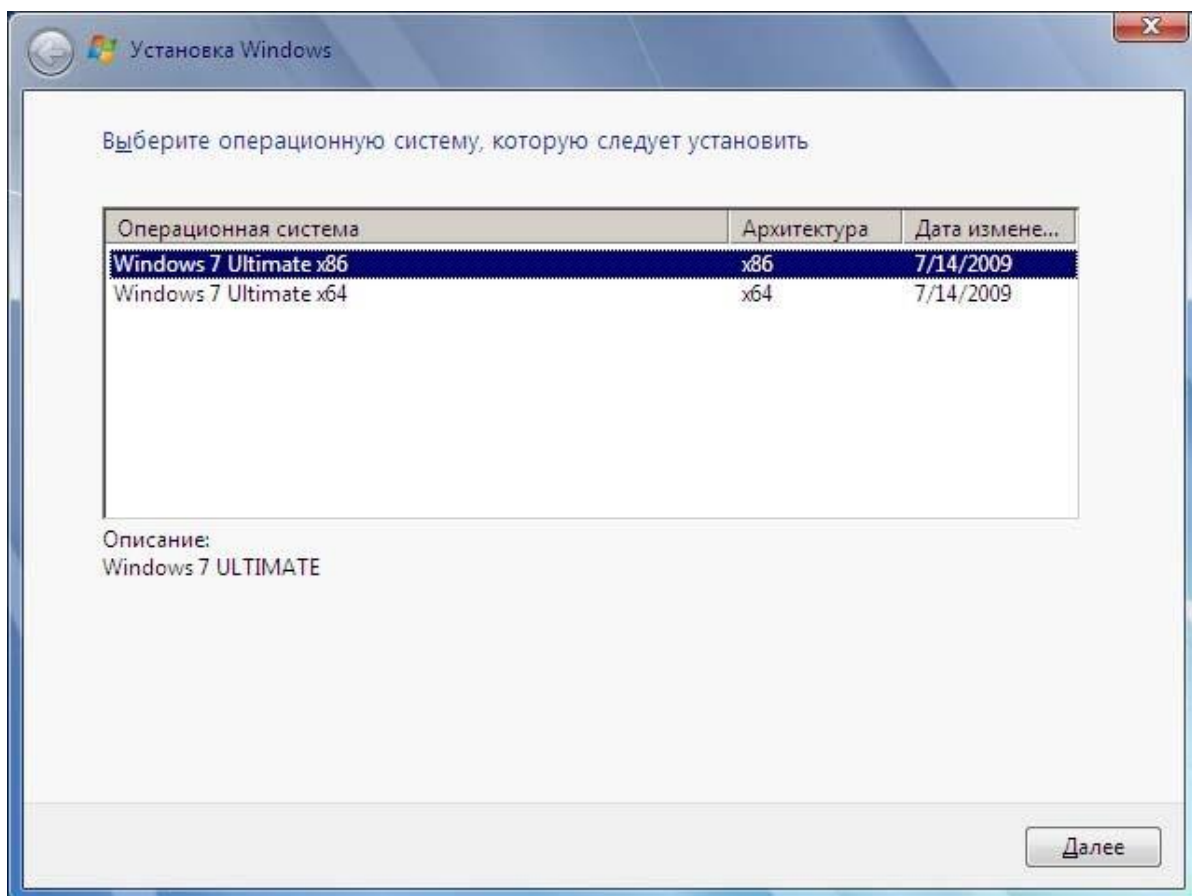 Установка Windows
Выберите операционную систему, которую следует установить
Операционная система Архитектура Дата измене...
Windows 7 Ultimate x86 x86 7/14/2009
Windows 7 Ultimate x64 x64 7/14/2009
Описание:
Windows 7 ULTIMATE
Далее